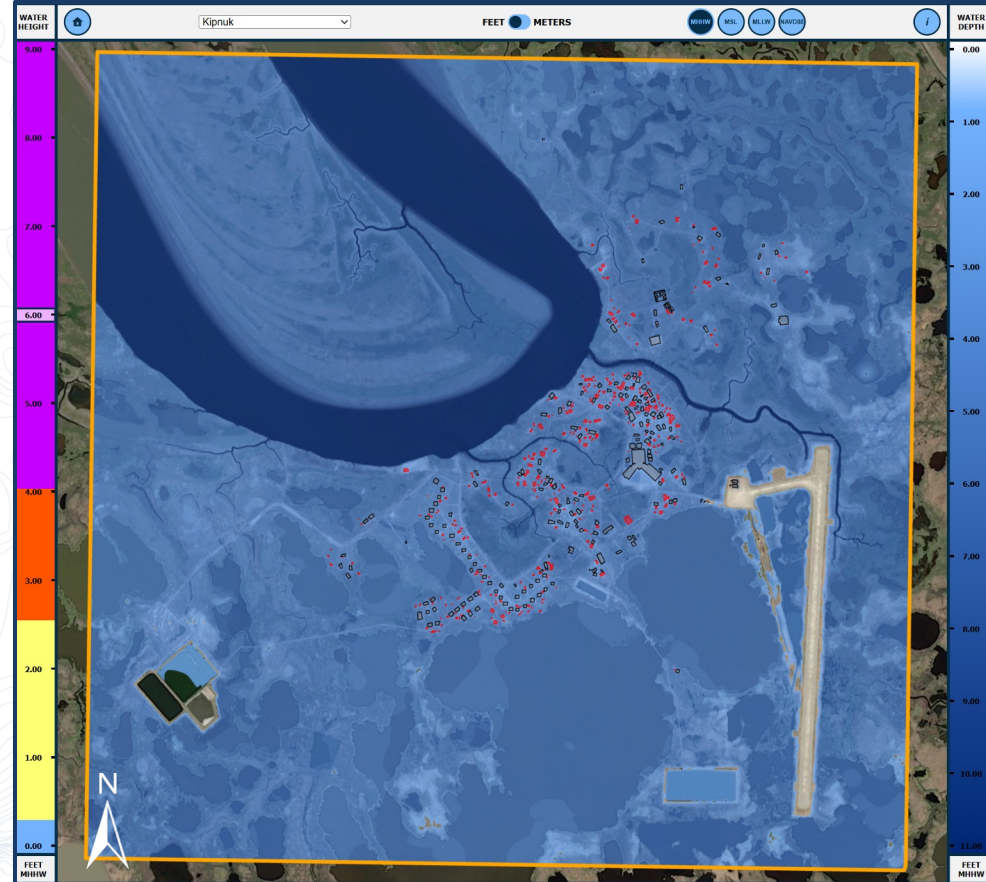 WATER
HEIGHT
Kipnuk
FEET
METERS
MHHW
MSL
MLLW
NAVD88
i
WATER
DEPTH
9.00
8.00
7.00
6.00
5.00
4.00
3.00
2.00
1.00
0.00
FEET
MHHW
N
0.00
1.00
2.00
3.00
4.00
5.00
6.00
7.00
8.00
9.00
10.00
11.00
FEET
MHHW